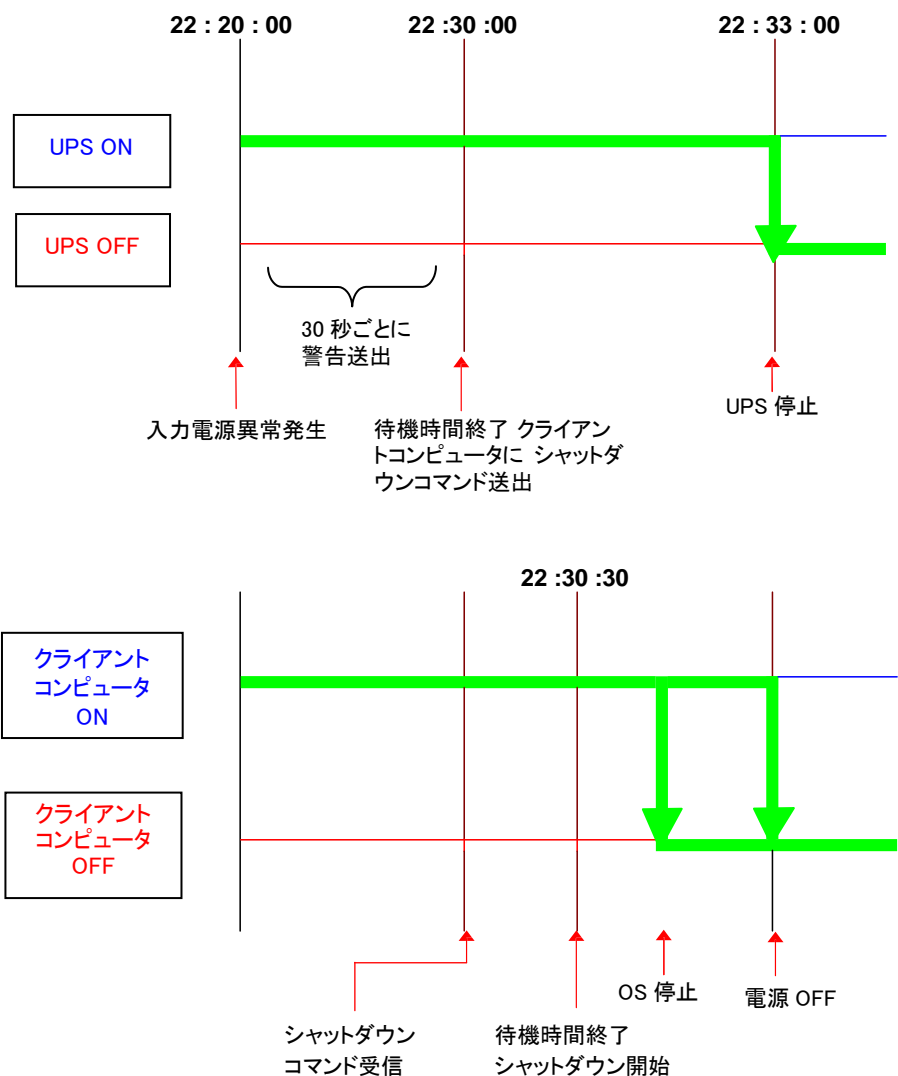 22 : 20 : 00
22 :30 :00
22 : 33 : 00
UPS ON
UPS OFF
30 秒ごとに
警告送出
入力電源異常発生
待機時間終了 クライアン
トコンピュータに シャットダ
ウンコマンド送出
UPS 停止
22 :30 :30
クライアント
コンピュータ
ON
クライアント
コンピュータ
OFF
シャットダウン
コマンド受信
待機時間終了
シャットダウン開始
OS 停止
電源 OFF